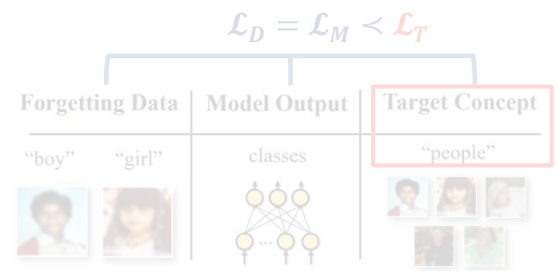 ℒ_D = ℒ_M ≺ ℒ_T
Forgetting Data Model Output Target Concept
“boy” “girl” classes “people”
...